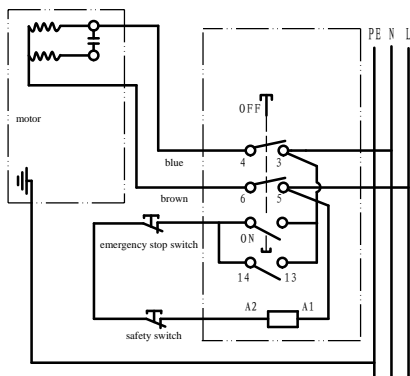 PE N L
OFF
motor
4 3
blue
6 5
brown
ON
emergency stop switch
14 13
A2 A1
safety switch